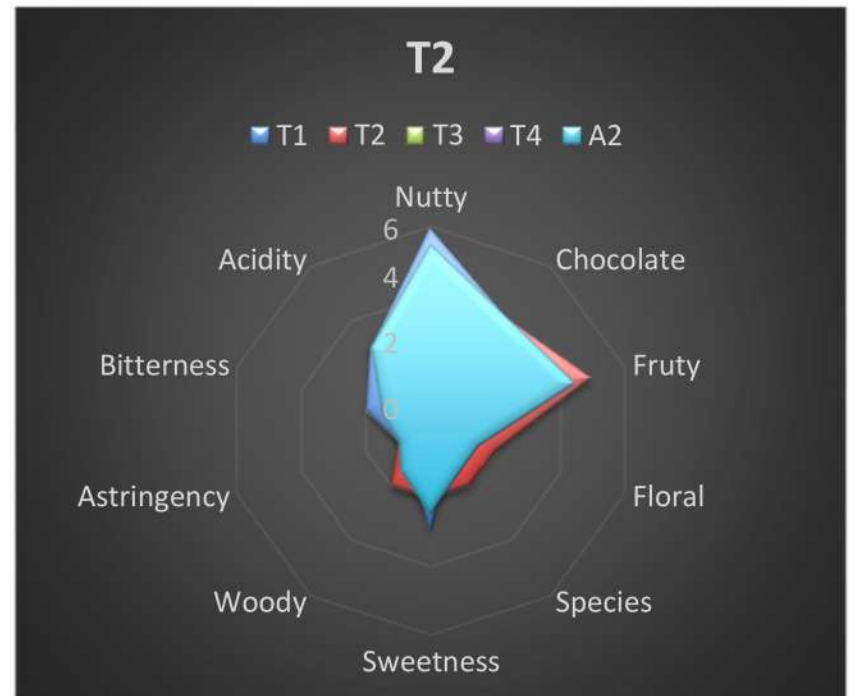 T2
T1 T2 T3 T4 A2
Nutty
6
Acidity
Chocolate
4
2
Bitterness
Fruty
0
Astringency
Floral
Woody
Species
Sweetness